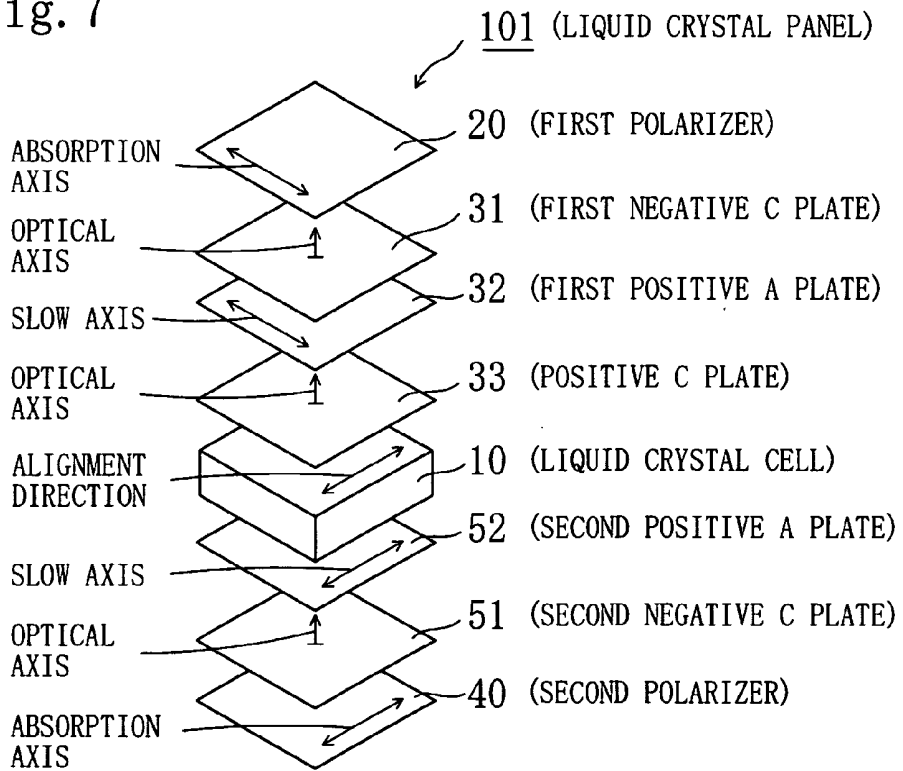 ig. 7
101 (LIQUID CRYSTAL PANEL)
20 (FIRST POLARIZER)
ABSORPTION
AXIS
31 (FIRST NEGATIVE C PLATE)
OPTICAL
AXIS
32 (FIRST POSITIVE A PLATE)
SLOW AXIS
33 (POSITIVE C PLATE)
OPTICAL
AXIS
10 (LIQUID CRYSTAL CELL)
ALIGNMENT
DIRECTION
52 (SECOND POSITIVE A PLATE)
SLOW AXIS
51 (SECOND NEGATIVE C PLATE)
OPTICAL
AXIS
40 (SECOND POLARIZER)
ABSORPTION
AXIS